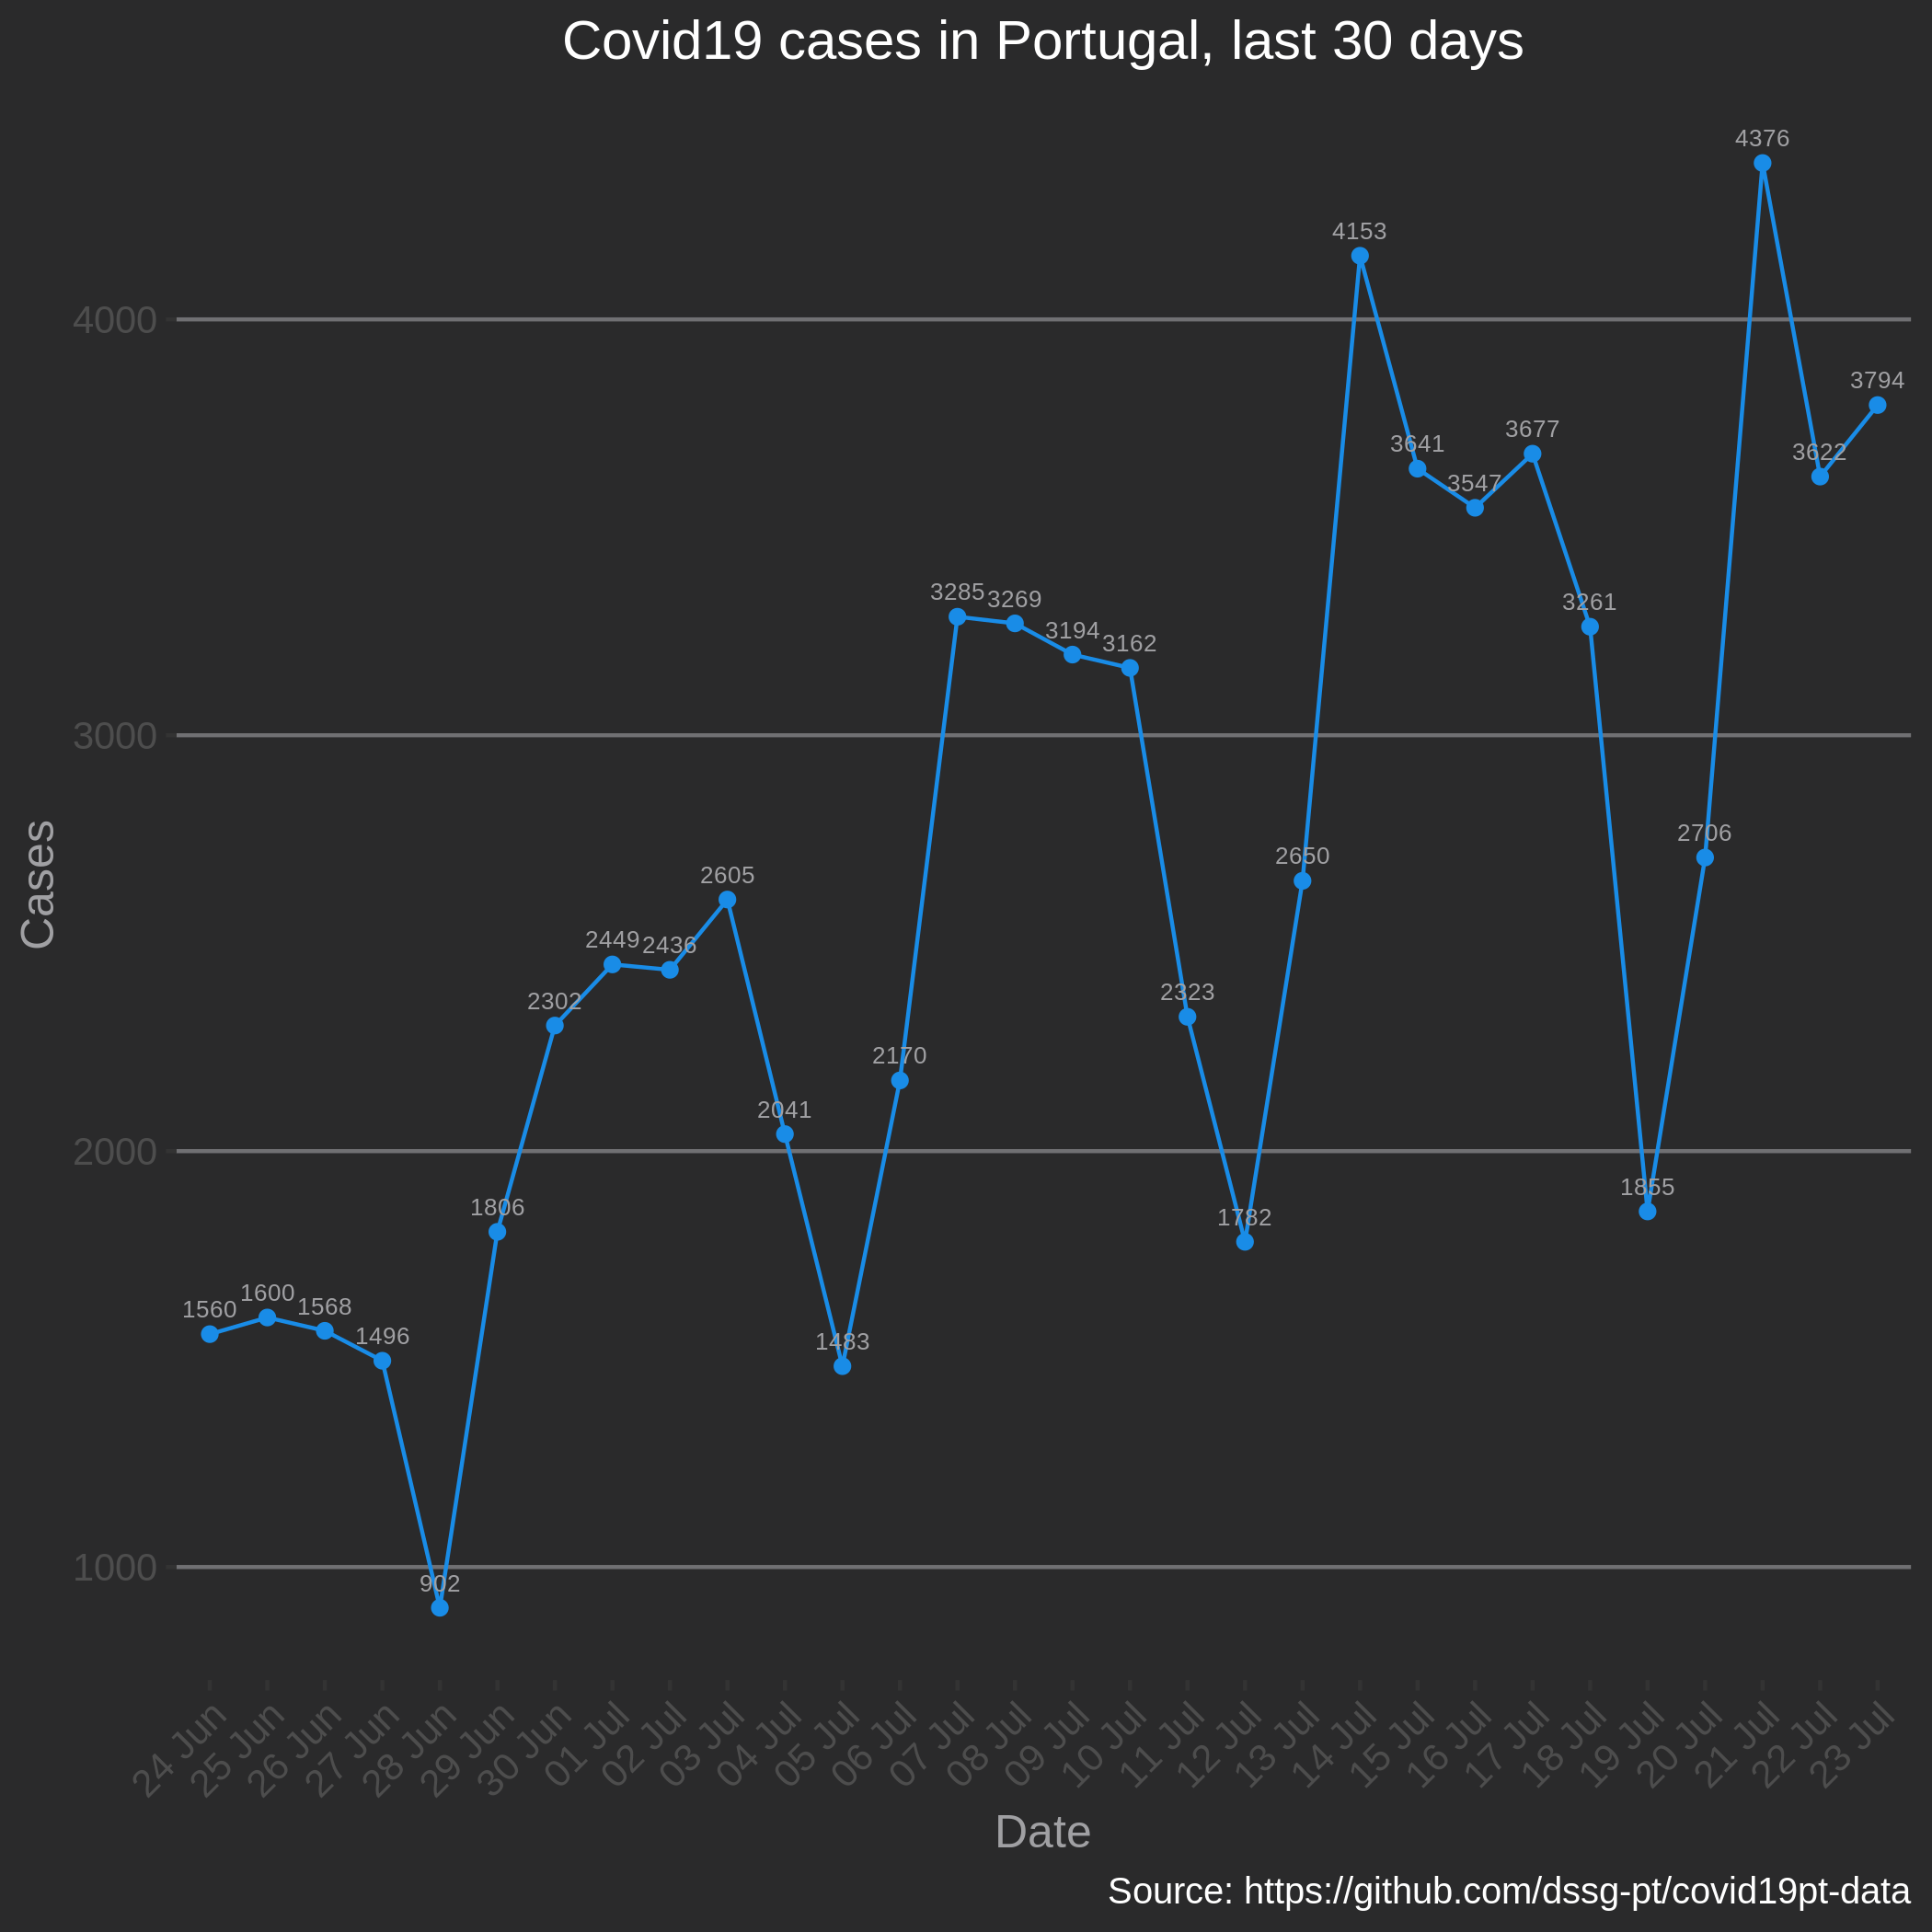 Covid19 cases in Portugal, last 30 days
4376
4153
4000
3794
3677
3641
3622
3547
3285
3269
3261
3194
3162
3000
2706
2650
2605
Cases
2449
2436
2323
2302
2170
2041
2000
1855
1806
1782
1600
1568
1560
1496
1483
1000
902
24 Jun
25 Jun
26 Jun
27 Jun
28 Jun
29 Jun
30 Jun
01 Jul
02 Jul
03 Jul
04 Jul
05 Jul
06 Jul
07 Jul
08 Jul
09 Jul
10 Jul
11 Jul
12 Jul
13 Jul
14 Jul
15 Jul
16 Jul
17 Jul
18 Jul
19 Jul
20 Jul
21 Jul
22 Jul
23 Jul
Date
Source: https://github.com/dssg-pt/covid19pt-data